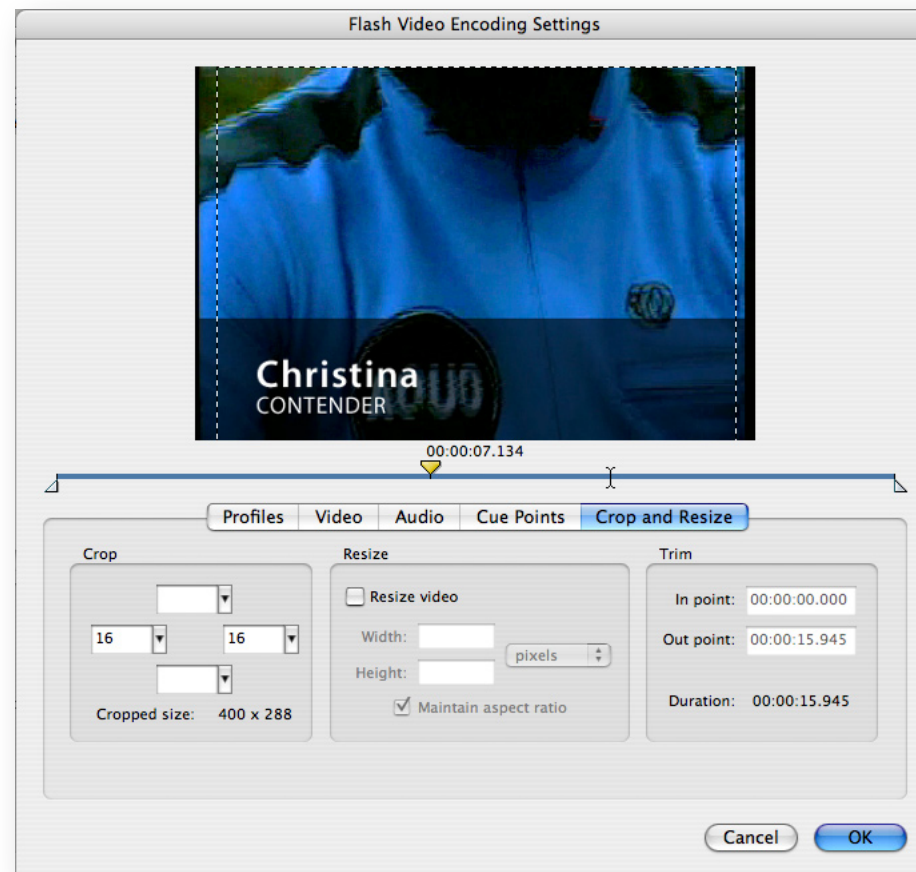 Flash Video Encoding Settings
Christina
CONTENDER
00:00:07.134
Profiles Video Audio Cue Points Crop and Resize
Crop
16 16
Cropped size: 400 x 288
Resize
Resize video
Width:
Height:
pixels
Maintain aspect ratio
Trim
In point: 00:00:00.000
Out point: 00:00:15.945
Duration: 00:00:15.945
Cancel OK